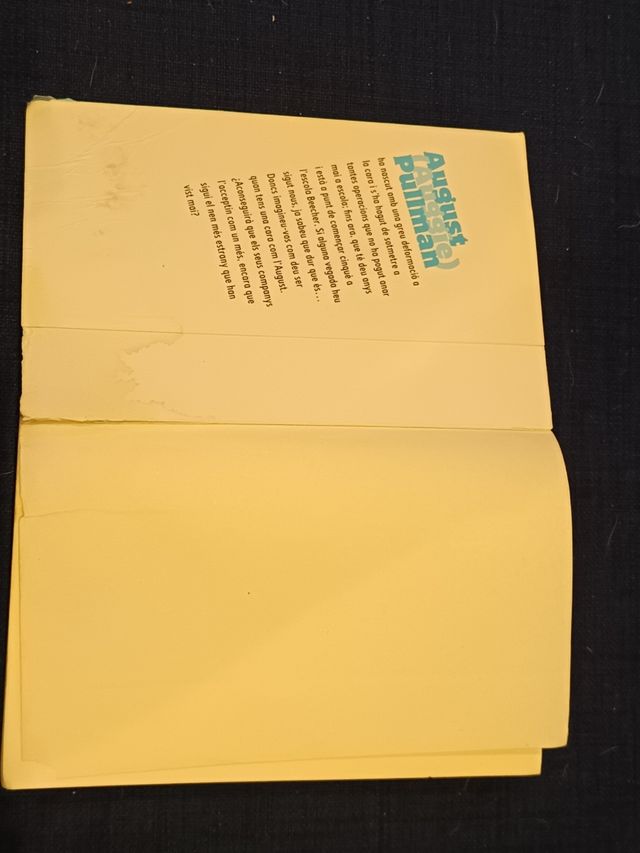 August
(Auggie)
Pullman
ha nascut amb una greu deformació a
la cara i s'ha hagut de sotmetre a
tantes operacions que no ha pogut anar
mai a escola; fins ara, que té deu anys
i està a punt de començar cinquè a
l'escola Beecher. Si alguna vegada heu
sigut nous, ja sabeu que dur que és...
Doncs imagineu-vos com deu ser
quan tens una cara com l'August.
¿Aconseguirà que els seus companys
l'acceptin com un més, encara que
sigui el nen més estrany que han
vist mai?